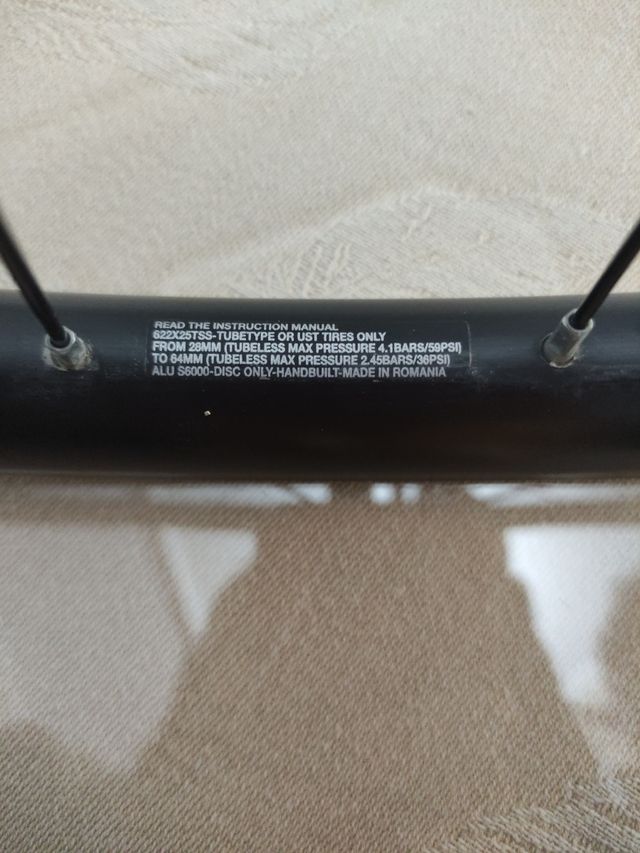 READ THE INSTRUCTION MANUAL
622X25TSS-TUBETYPE OR UST TIRES ONLY
FROM 28MM (TUBELESS MAX PRESSURE 4.1BARS/59PSI)
TO 64MM (TUBELESS MAX PRESSURE 2.45BARS/36PSI)
ALU S6000-DISC ONLY-HANDBUILT-MADE IN ROMANIA